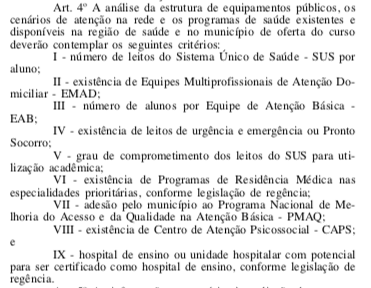 Art. 4º A análise da estrutura de equipamentos públicos, os
cenários de atenção na rede e os programas de saúde existentes e
disponíveis na região de saúde e no município de oferta do curso
deverão contemplar os seguintes critérios:
I - número de leitos do Sistema Único de Saúde - SUS por
aluno;
II - existência de Equipes Multiprofissionais de Atenção Do-
miciliar - EMAD;
III - número de alunos por Equipe de Atenção Básica -
EAB;
IV - existência de leitos de urgência e emergência ou Pronto
Socorro;
V - grau de comprometimento dos leitos do SUS para uti-
lização acadêmica;
VI - existência de Programas de Residência Médica nas
especialidades prioritárias, conforme legislação de regência;
VII - adesão pelo município ao Programa Nacional de Me-
lhoria do Acesso e da Qualidade na Atenção Básica - PMAQ;
VIII - existência de Centro de Atenção Psicossocial - CAPS;
e
IX - hospital de ensino ou unidade hospitalar com potencial
para ser certificado como hospital de ensino, conforme legislação de
regência.